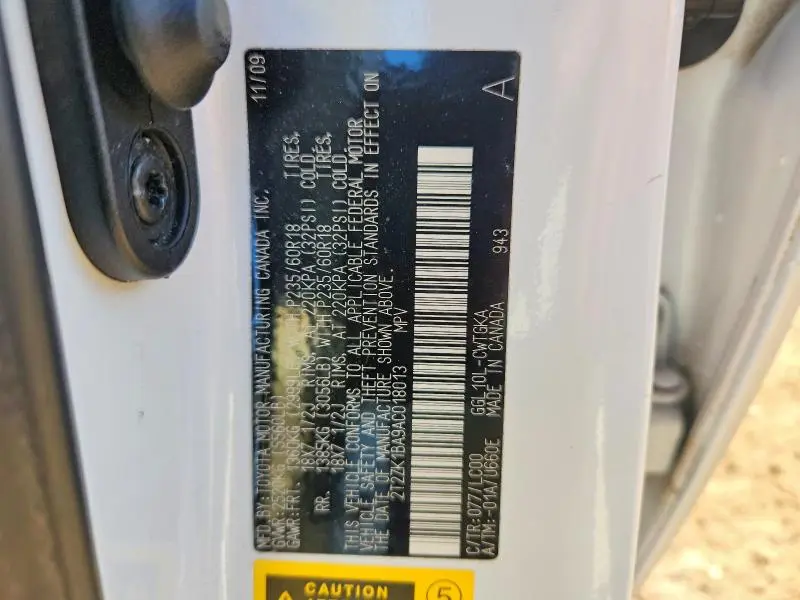 MFD.BY:TOYOTA MOTOR MANUFACTURING CANADA INC. 11/09
GVWR:2520KG (5560LB)
GAWR:FRT. 1360KG (2999LB) WITH P235/60R18 TIRES,
18X7 1/2J RIMS, AT 220KPA (32PSI) COLD.
RR. 1385KG (3056LB) WITH P235/60R18 TIRES,
18X7 1/2J RIMS, AT 220KPA (32PSI) COLD.
THIS VEHICLE CONFORMS TO ALL APPLICABLE FEDERAL MOTOR
VEHICLE SAFETY AND THEFT PREVENTION STANDARDS IN EFFECT ON
THE DATE OF MANUFACTURE SHOWN ABOVE.
2T2ZK1BA9AC018013 MPV
C/TR:077/LC00 GGL10L-CWTGKA
A/TM:-01A/U660E MADE IN CANADA 943 A
CAUTION
5